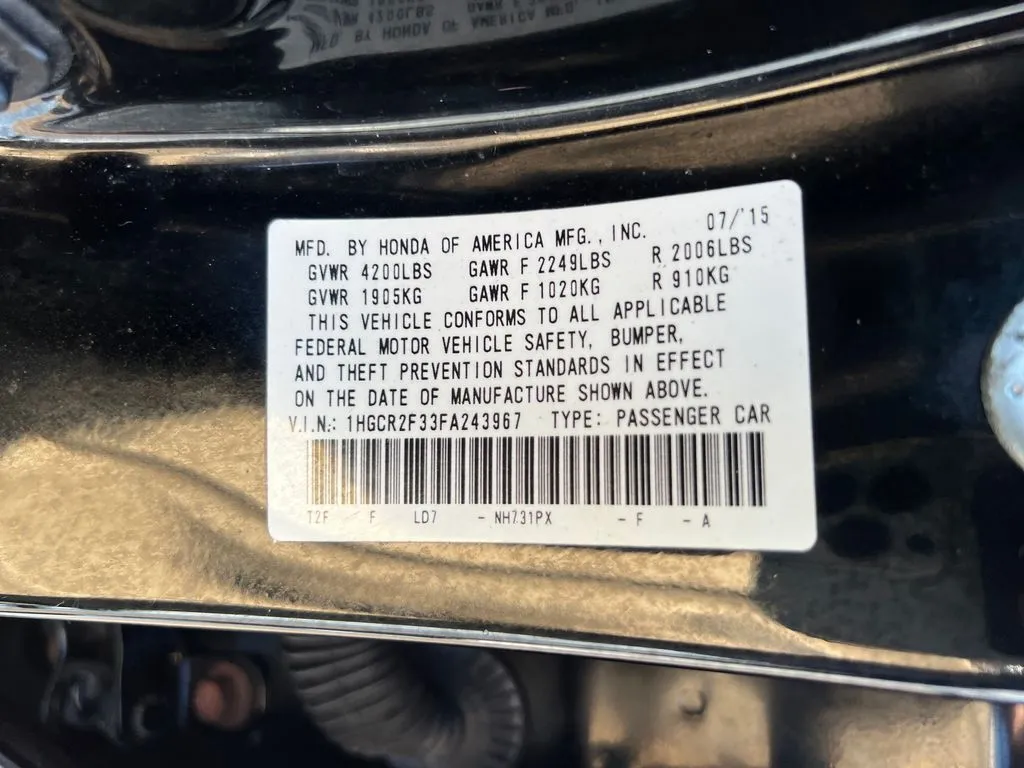 MFD. BY HONDA OF AMERICA MFG., INC. 07/'15
GVWR 4200LBS GAWR F 2249LBS R 2006LBS
GVWR 1905KG GAWR F 1020KG R 910KG
THIS VEHICLE CONFORMS TO ALL APPLICABLE
FEDERAL MOTOR VEHICLE SAFETY, BUMPER,
AND THEFT PREVENTION STANDARDS IN EFFECT
ON THE DATE OF MANUFACTURE SHOWN ABOVE.
V.I.N.: 1HGCR2F33FA243967 TYPE: PASSENGER CAR
T2F F LD7 - NH731PX - F - A